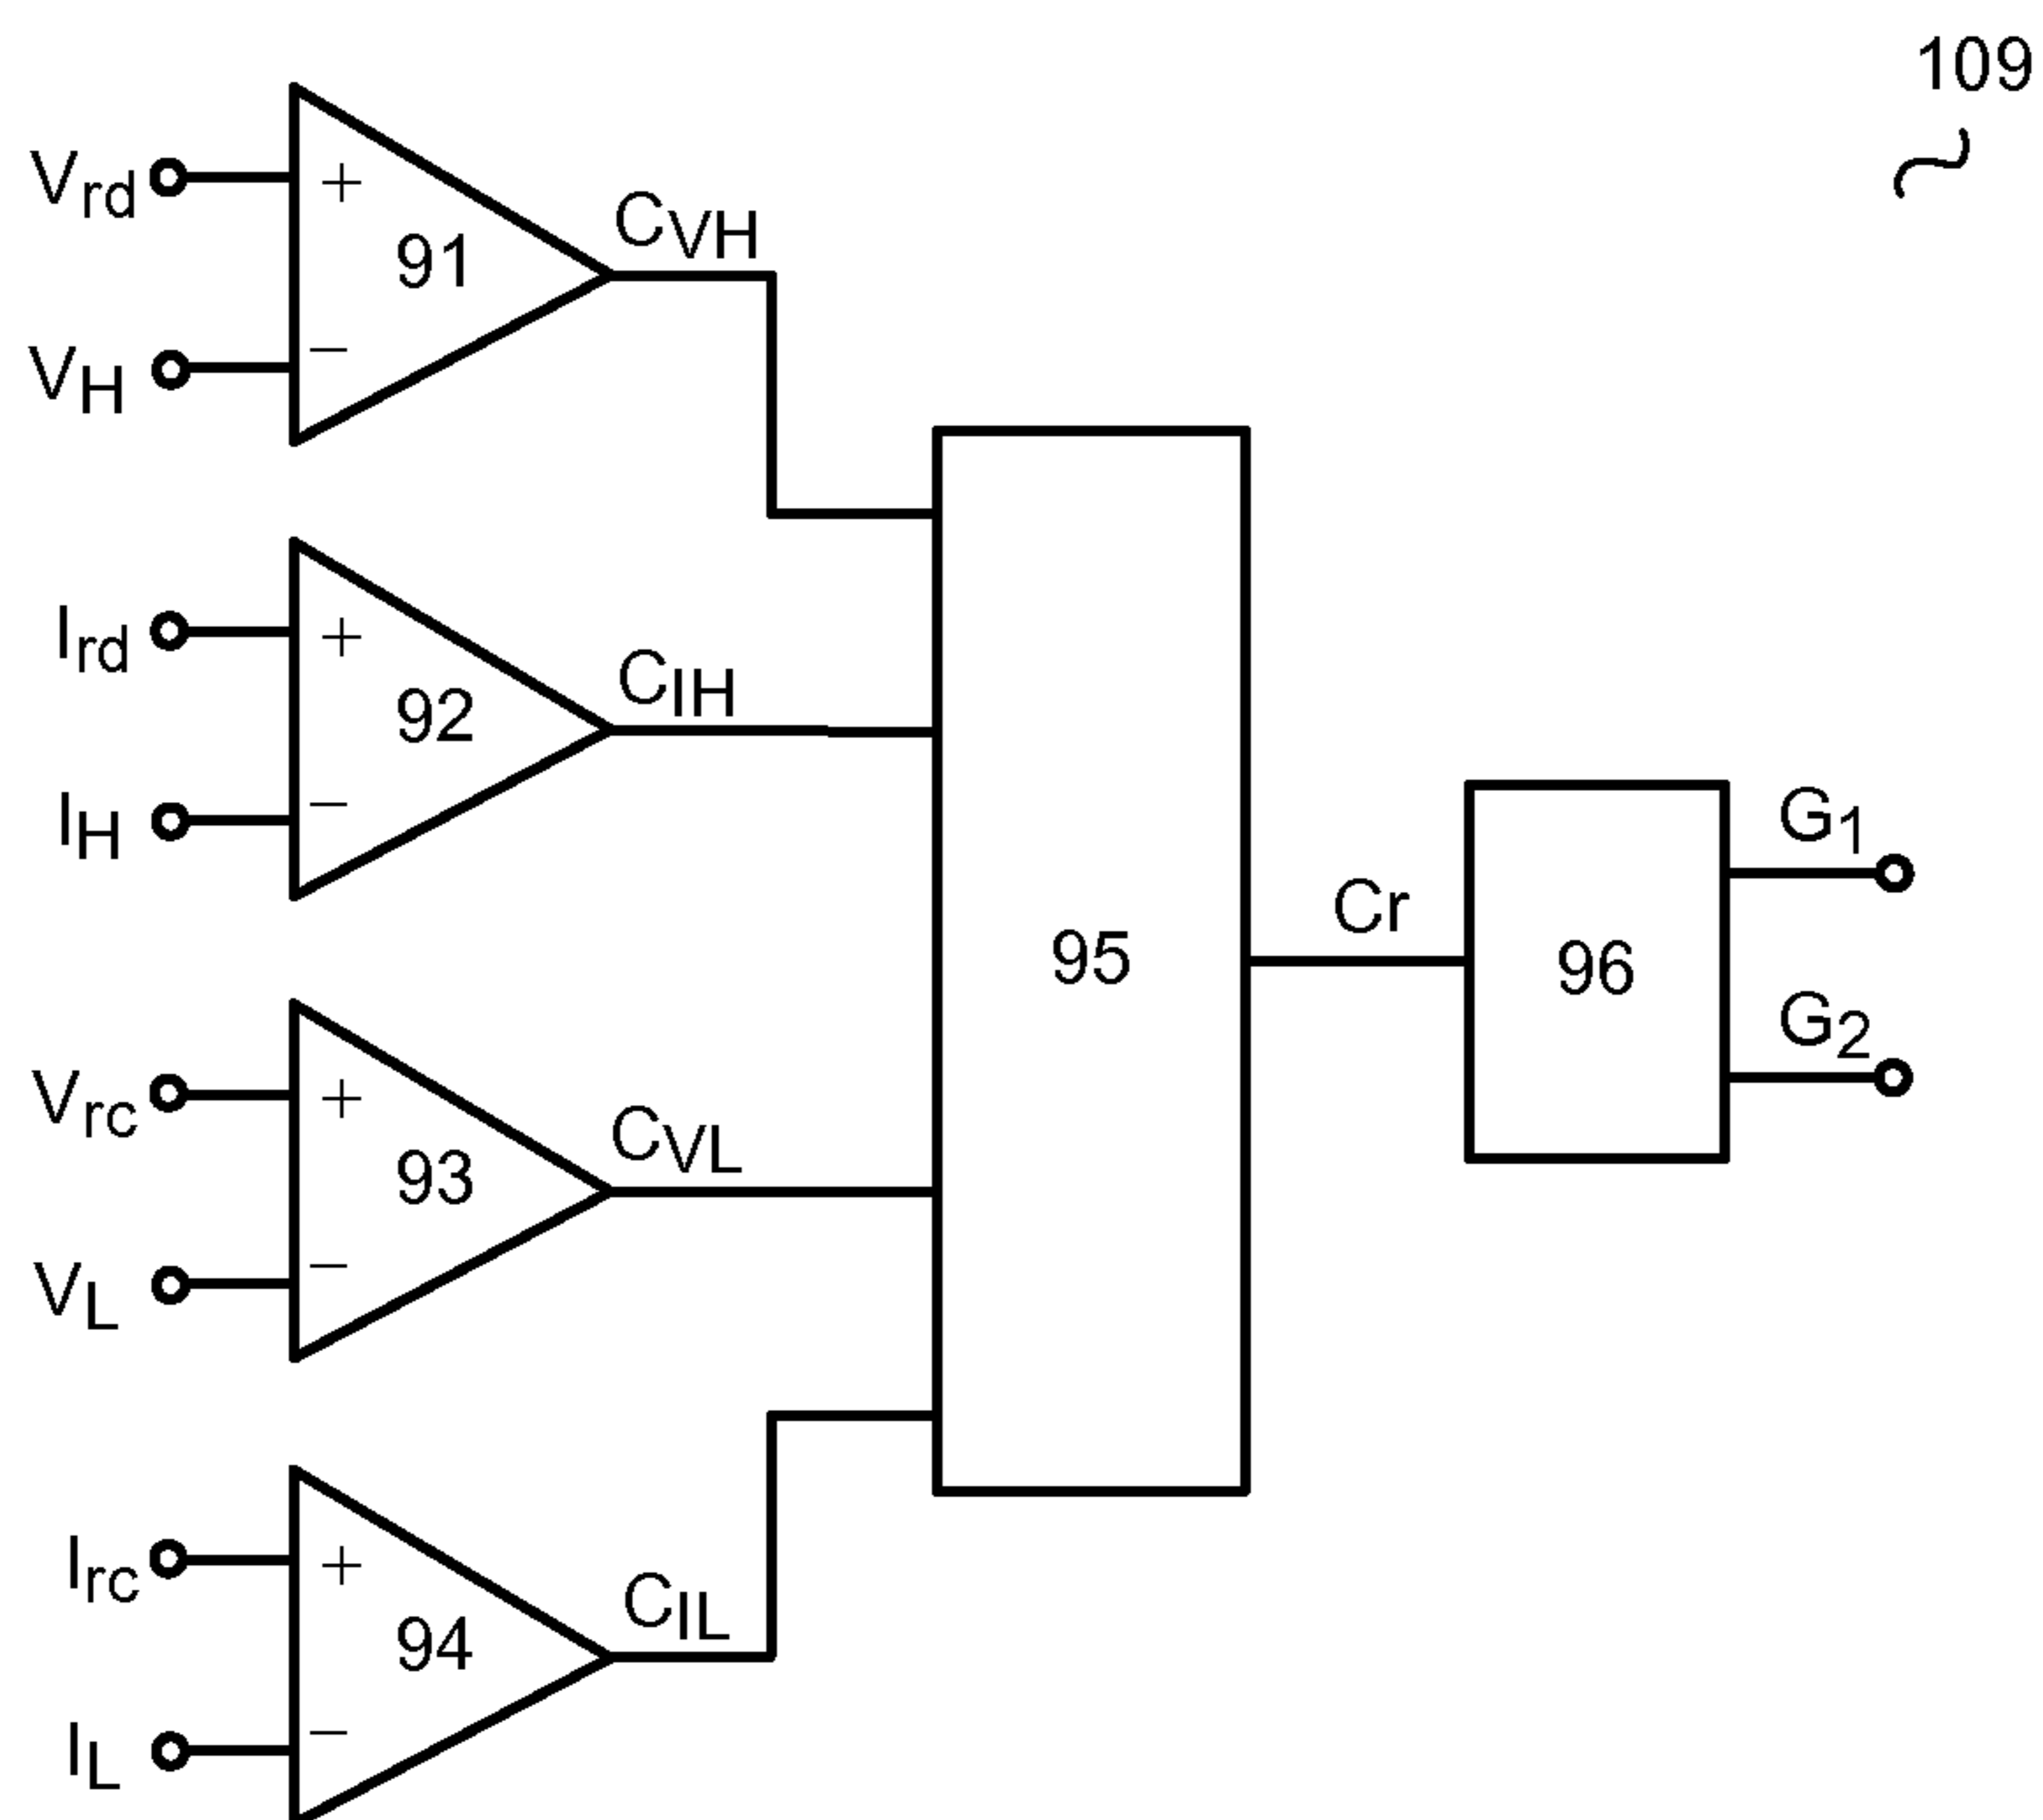 109
Vrd
+
91
CVH
VH
−
Ird
+
92
CIH
IH
−
95
Cr
96
G1
G2
Vrc
+
93
CVL
VL
−
Irc
+
94
CIL
IL
−